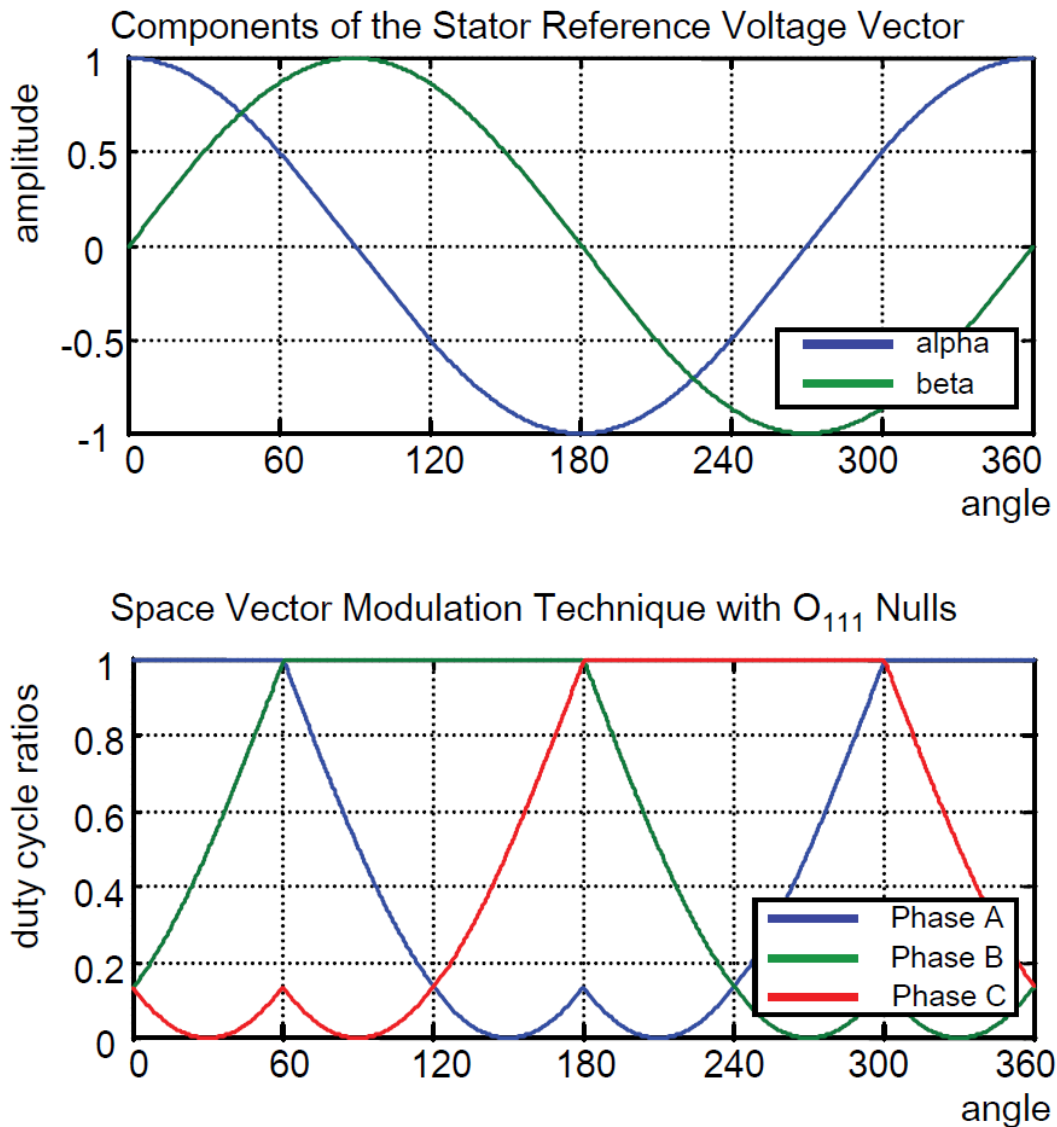 Components of the Stator Reference Voltage Vector
amplitude
1
0.5
0
-0.5
-1
alpha
beta
0 60 120 180 240 300 360
angle
Space Vector Modulation Technique with O111 Nulls
duty cycle ratios
1
0.8
0.6
0.4
0.2
0
Phase A
Phase B
Phase C
0 60 120 180 240 300 360
angle